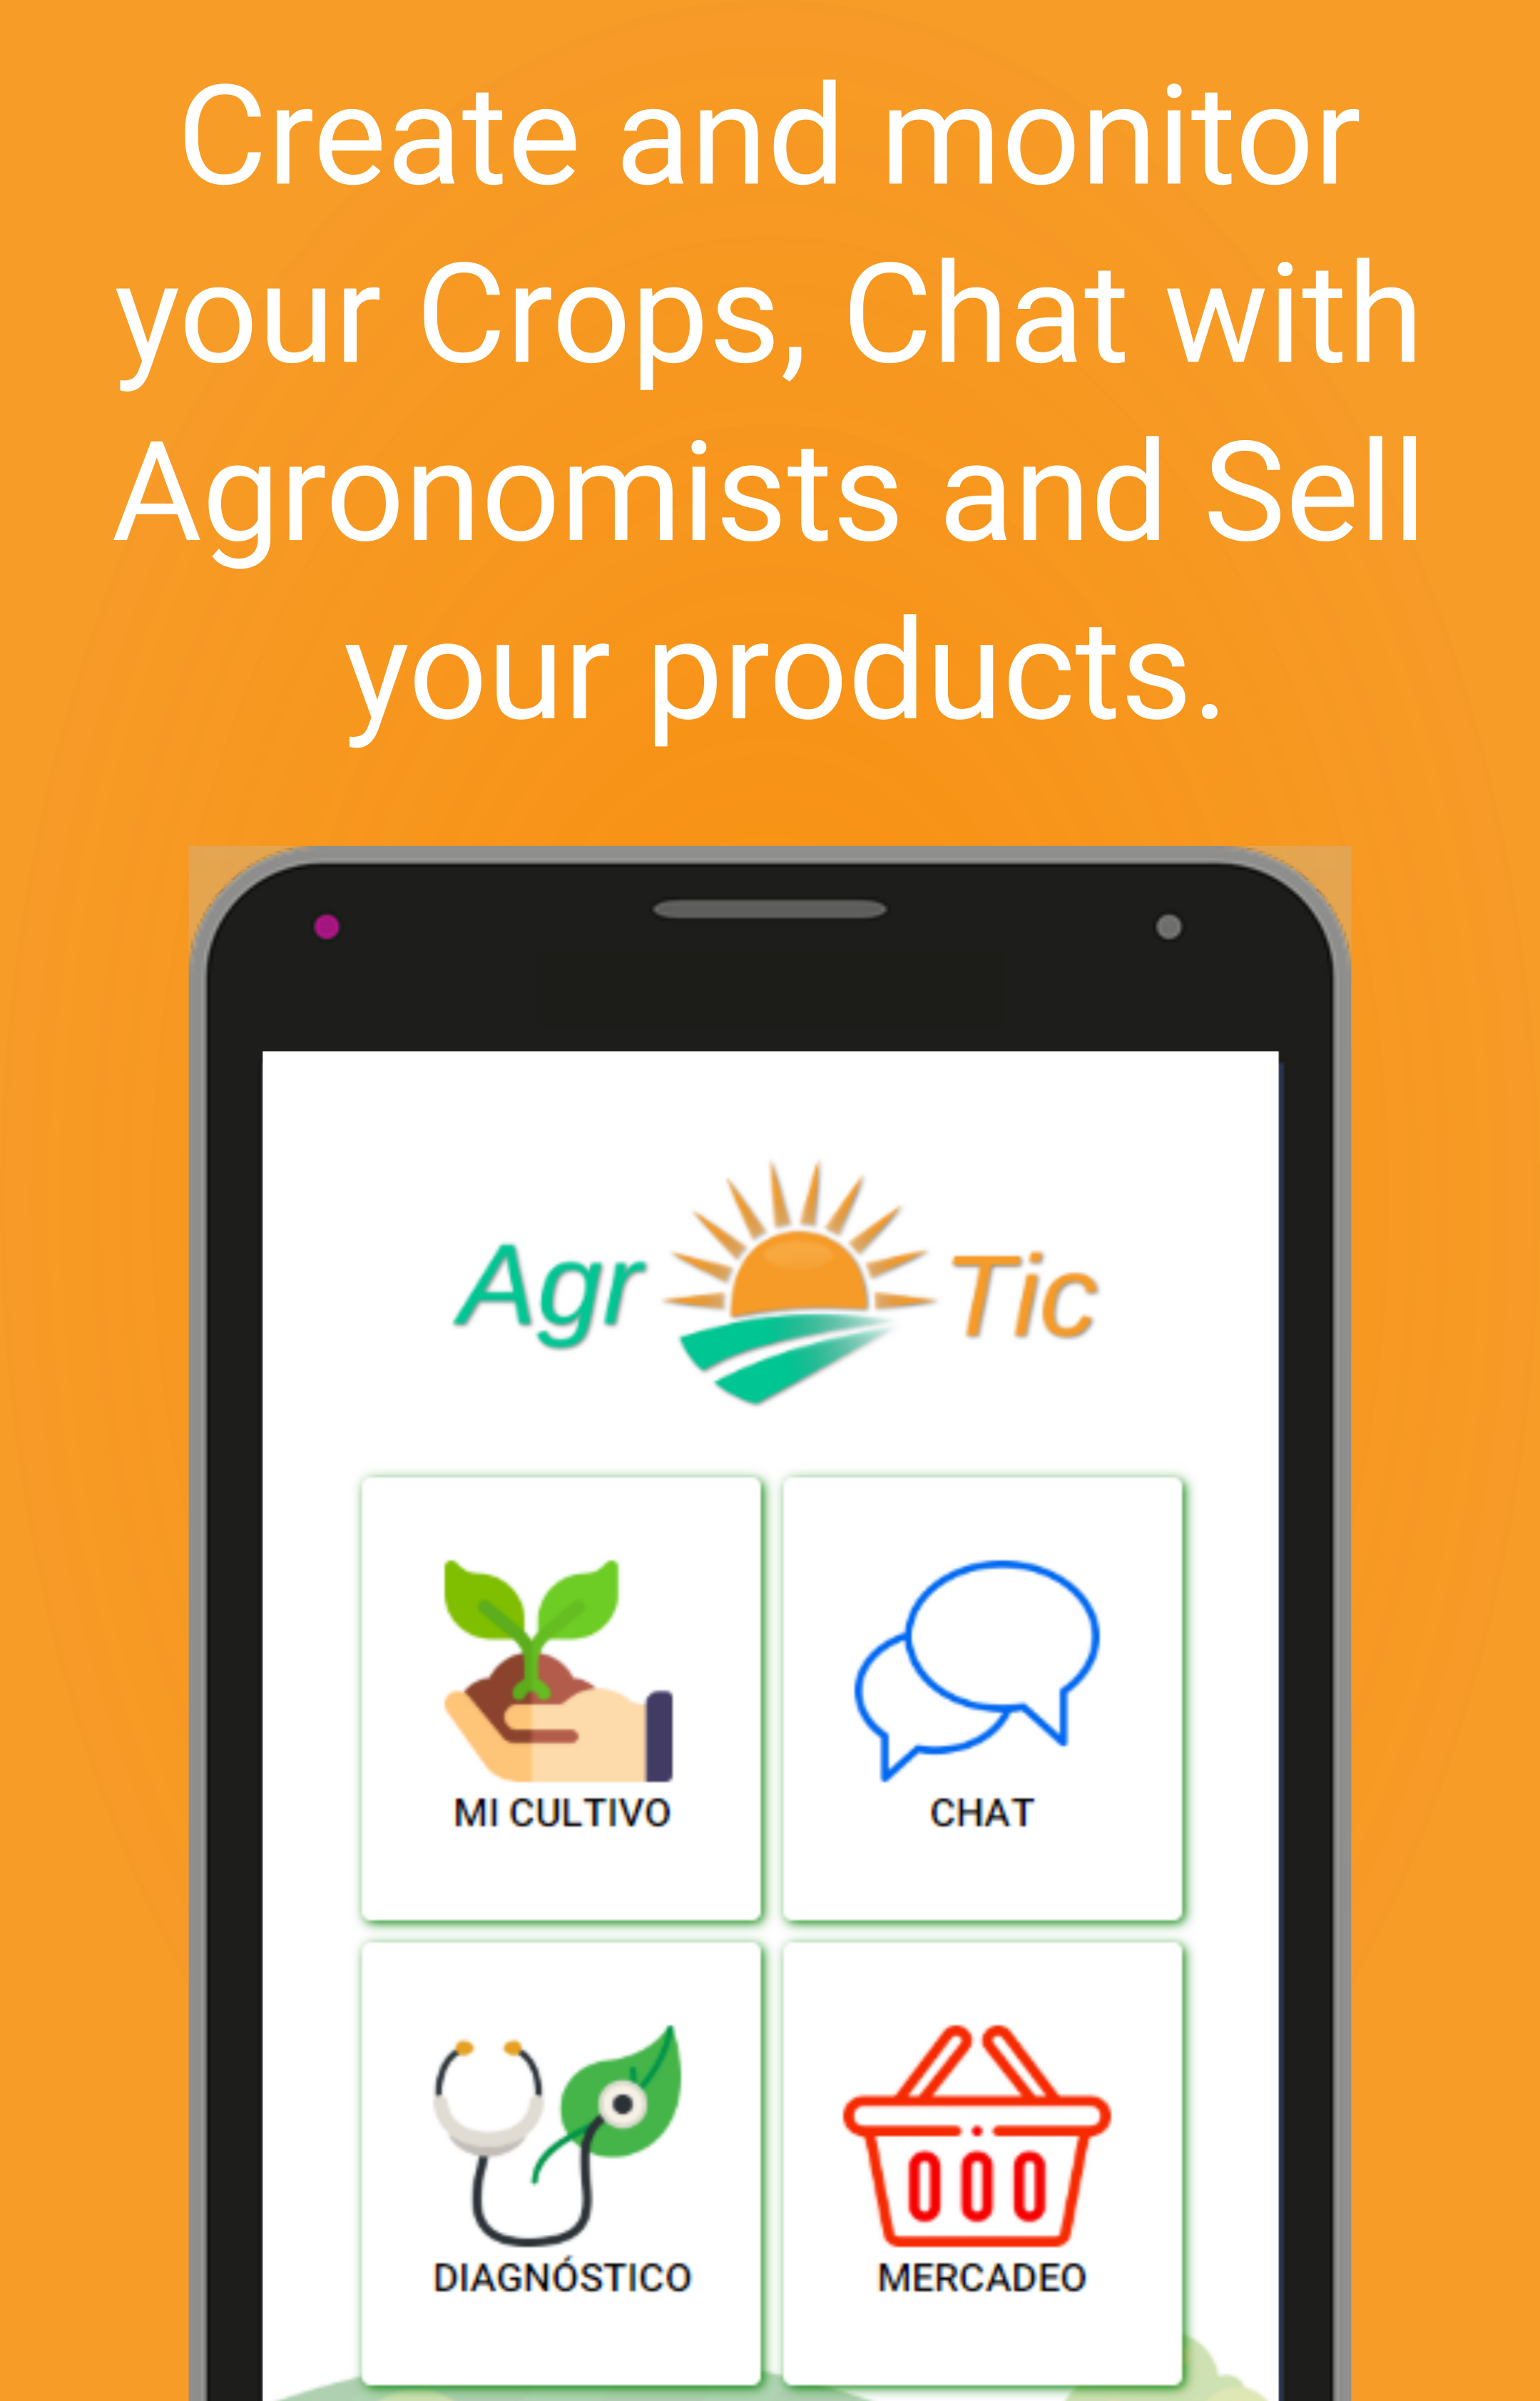 Create and monitor
your Crops, Chat with
Agronomists and Sell
your products.
Agr Tic
MI CULTIVO
CHAT
DIAGNÓSTICO
MERCADEO